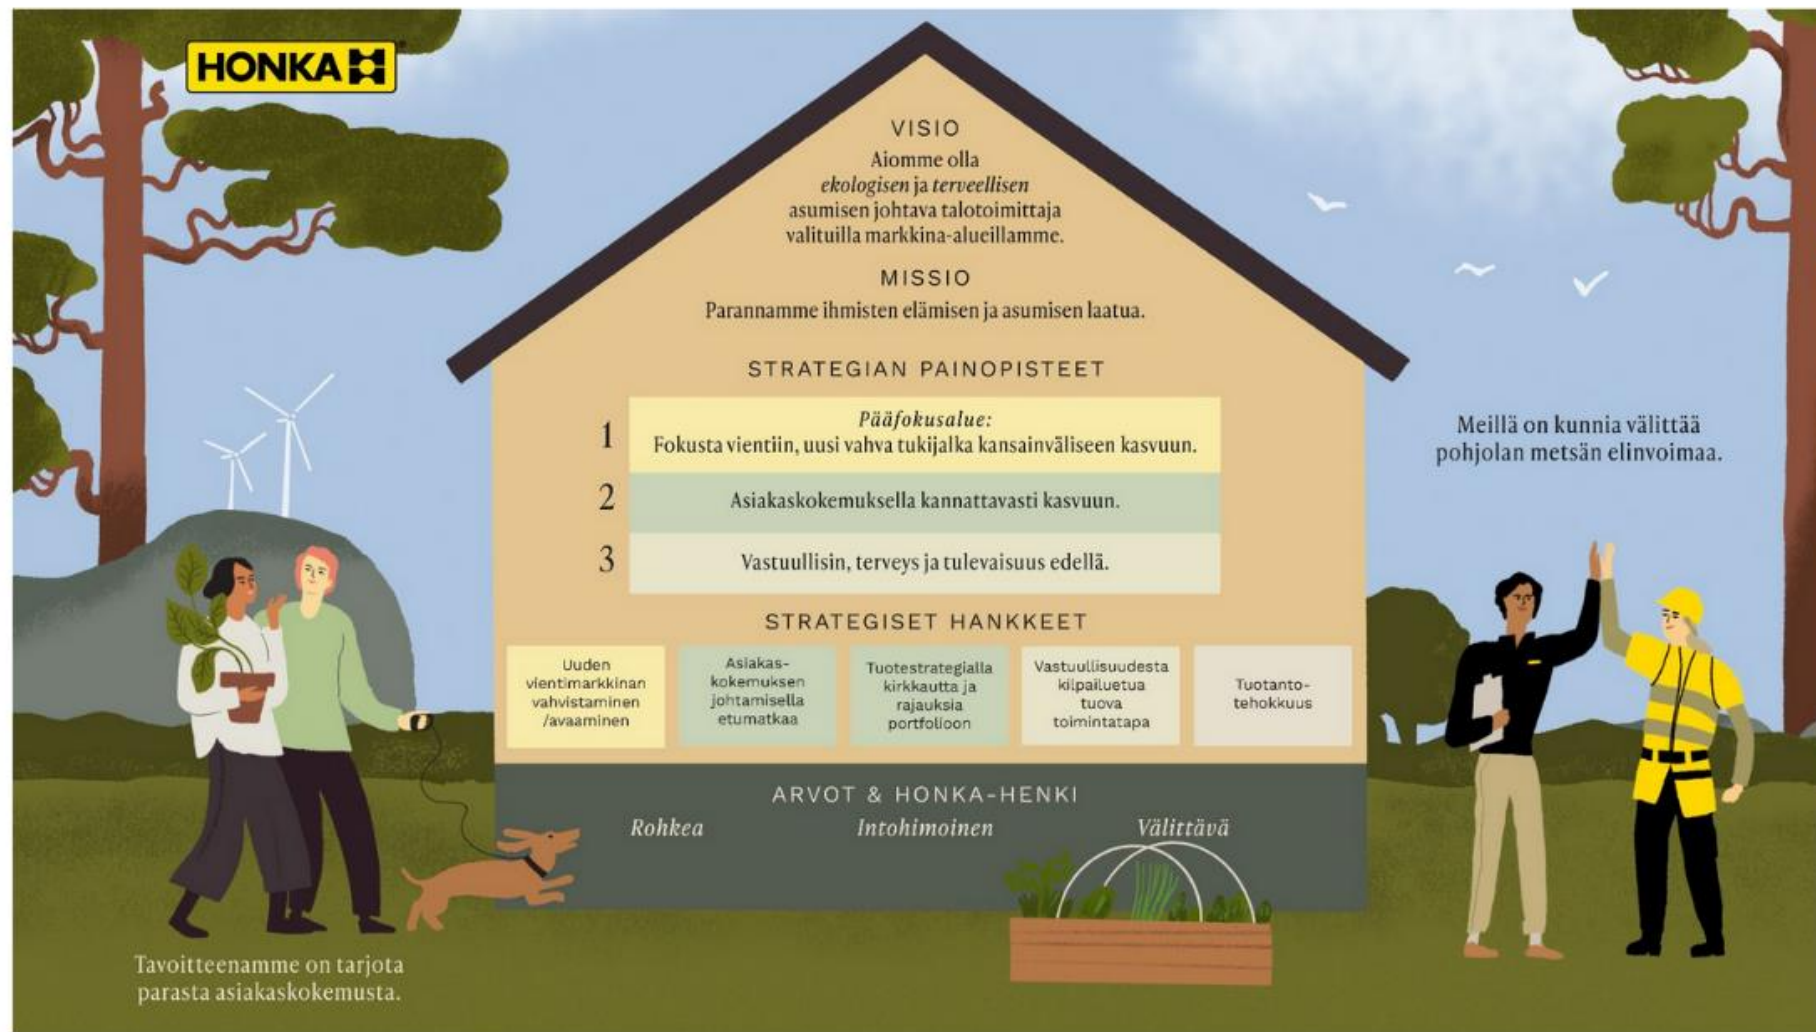 HONKA
VISIO
Aiomme olla
ekologisen ja terveellisen
asumisen johtava talotoimittaja
valituilla markkina-alueillamme.
MISSIO
Parannamme ihmisten elämisen ja asumisen laatua.
STRATEGIAN PAINOPISTEET
1
Pääfokusalue:
Fokusta vientiin, uusi vahva tukijalka kansainväliseen kasvuun.
2
Asiakaskokemuksella kannattavasti kasvuun.
3
Vastuullisin, terveys ja tulevaisuus edellä.
STRATEGISET HANKKEET
Uuden
vientimarkkinan
vahvistaminen
/avaaminen
Asiakas-
kokemuksen
johtamisella
etumatkaa
Tuotestrategialla
kirkkautta ja
rajauksia
portfolioon
Vastuullisuudesta
kilpailuetua
tuova
toimintatapa
Tuotanto-
tehokkuus
ARVOT & HONKA-HENKI
Rohkea
Intohimoinen
Välittävä
Meillä on kunnia välittää
pohjolan metsän elinvoimaa.
Tavoitteenamme on tarjota
parasta asiakaskokemusta.